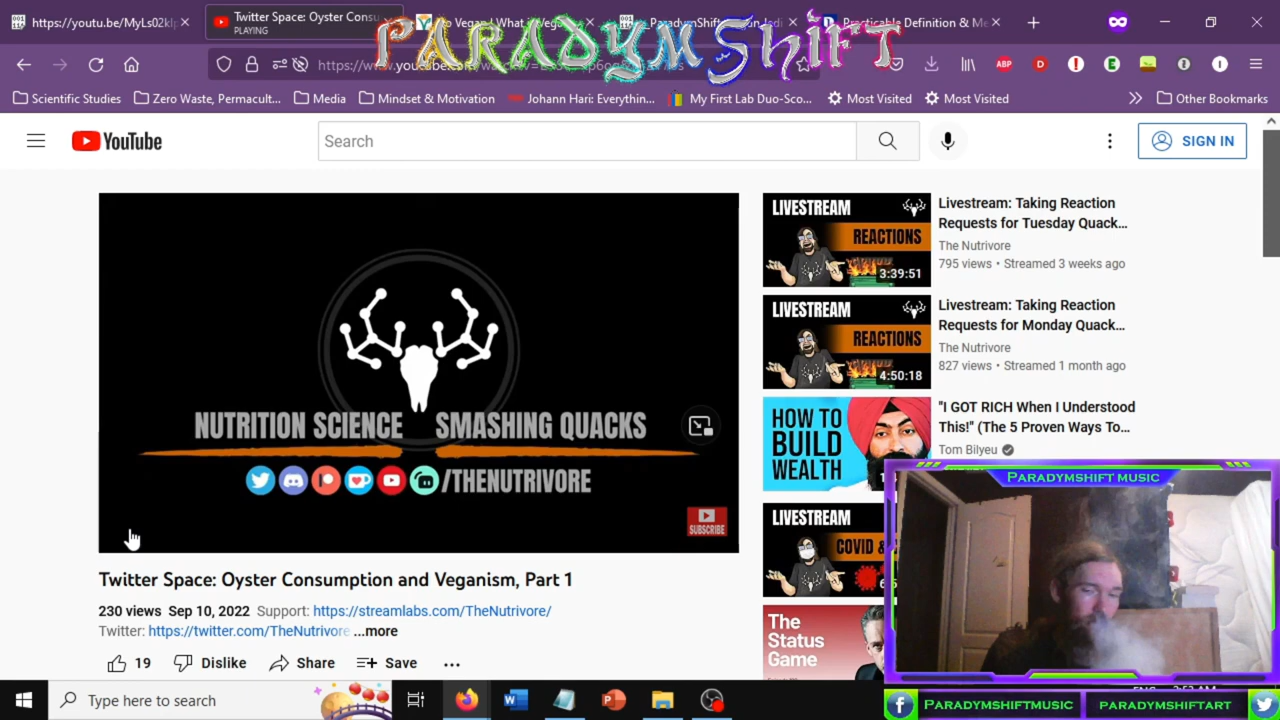 https://youtu.be/MyLs02kl
Twitter Space: Oyster Consu
PLAYING
ParadymShift
Practicable Definition & Me
Scientific Studies
Zero Waste, Permacult...
Media
Mindset & Motivation
Johann Hari: Everythin...
My First Lab Duo-Sco...
Most Visited
Most Visited
Other Bookmarks
YouTube
Search
SIGN IN
NUTRITION SCIENCE SMASHING QUACKS
/THENUTRIVORE
SUBSCRIBE
Twitter Space: Oyster Consumption and Veganism, Part 1
230 views Sep 10, 2022 Support: https://streamlabs.com/TheNutrivore/
Twitter: https://twitter.com/TheNutrivore ...more
19
Dislike
Share
Save
LIVESTREAM
REACTIONS
3:39:51
Livestream: Taking Reaction
Requests for Tuesday Quack...
The Nutrivore
795 views • Streamed 3 weeks ago
LIVESTREAM
REACTIONS
4:50:18
Livestream: Taking Reaction
Requests for Monday Quack...
The Nutrivore
827 views • Streamed 1 month ago
HOW TO
BUILD
WEALTH
"I GOT RICH When I Understood
This!" (The 5 Proven Ways To...
Tom Bilyeu
LIVESTREAM
COVID &
The
Status
Game
PARADYMSHIFT MUSIC
Type here to search
PARADYMSHIFTMUSIC
PARADYMSHIFTART